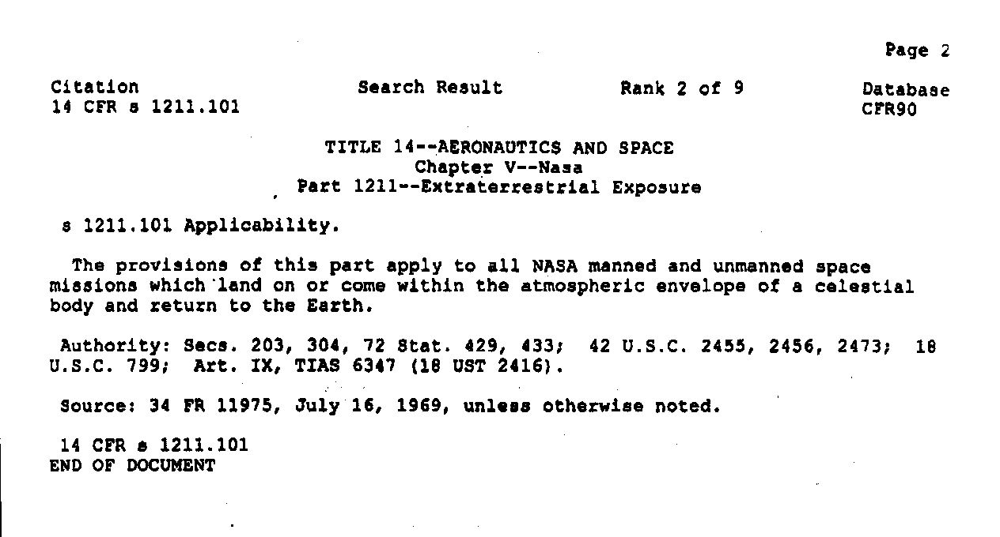 Page 2
Citation Search Result Rank 2 of 9 Database
14 CFR s 1211.101 CFR90
TITLE 14--AERONAUTICS AND SPACE
Chapter V--Nasa
Part 1211--Extraterrestrial Exposure
s 1211.101 Applicability.
The provisions of this part apply to all NASA manned and unmanned space
missions which land on or come within the atmospheric envelope of a celestial
body and return to the Earth.
Authority: Secs. 203, 304, 72 Stat. 429, 433; 42 U.S.C. 2455, 2456, 2473; 18
U.S.C. 799; Art. IX, TIAS 6347 (18 UST 2416).
Source: 34 FR 11975, July 16, 1969, unless otherwise noted.
14 CFR s 1211.101
END OF DOCUMENT